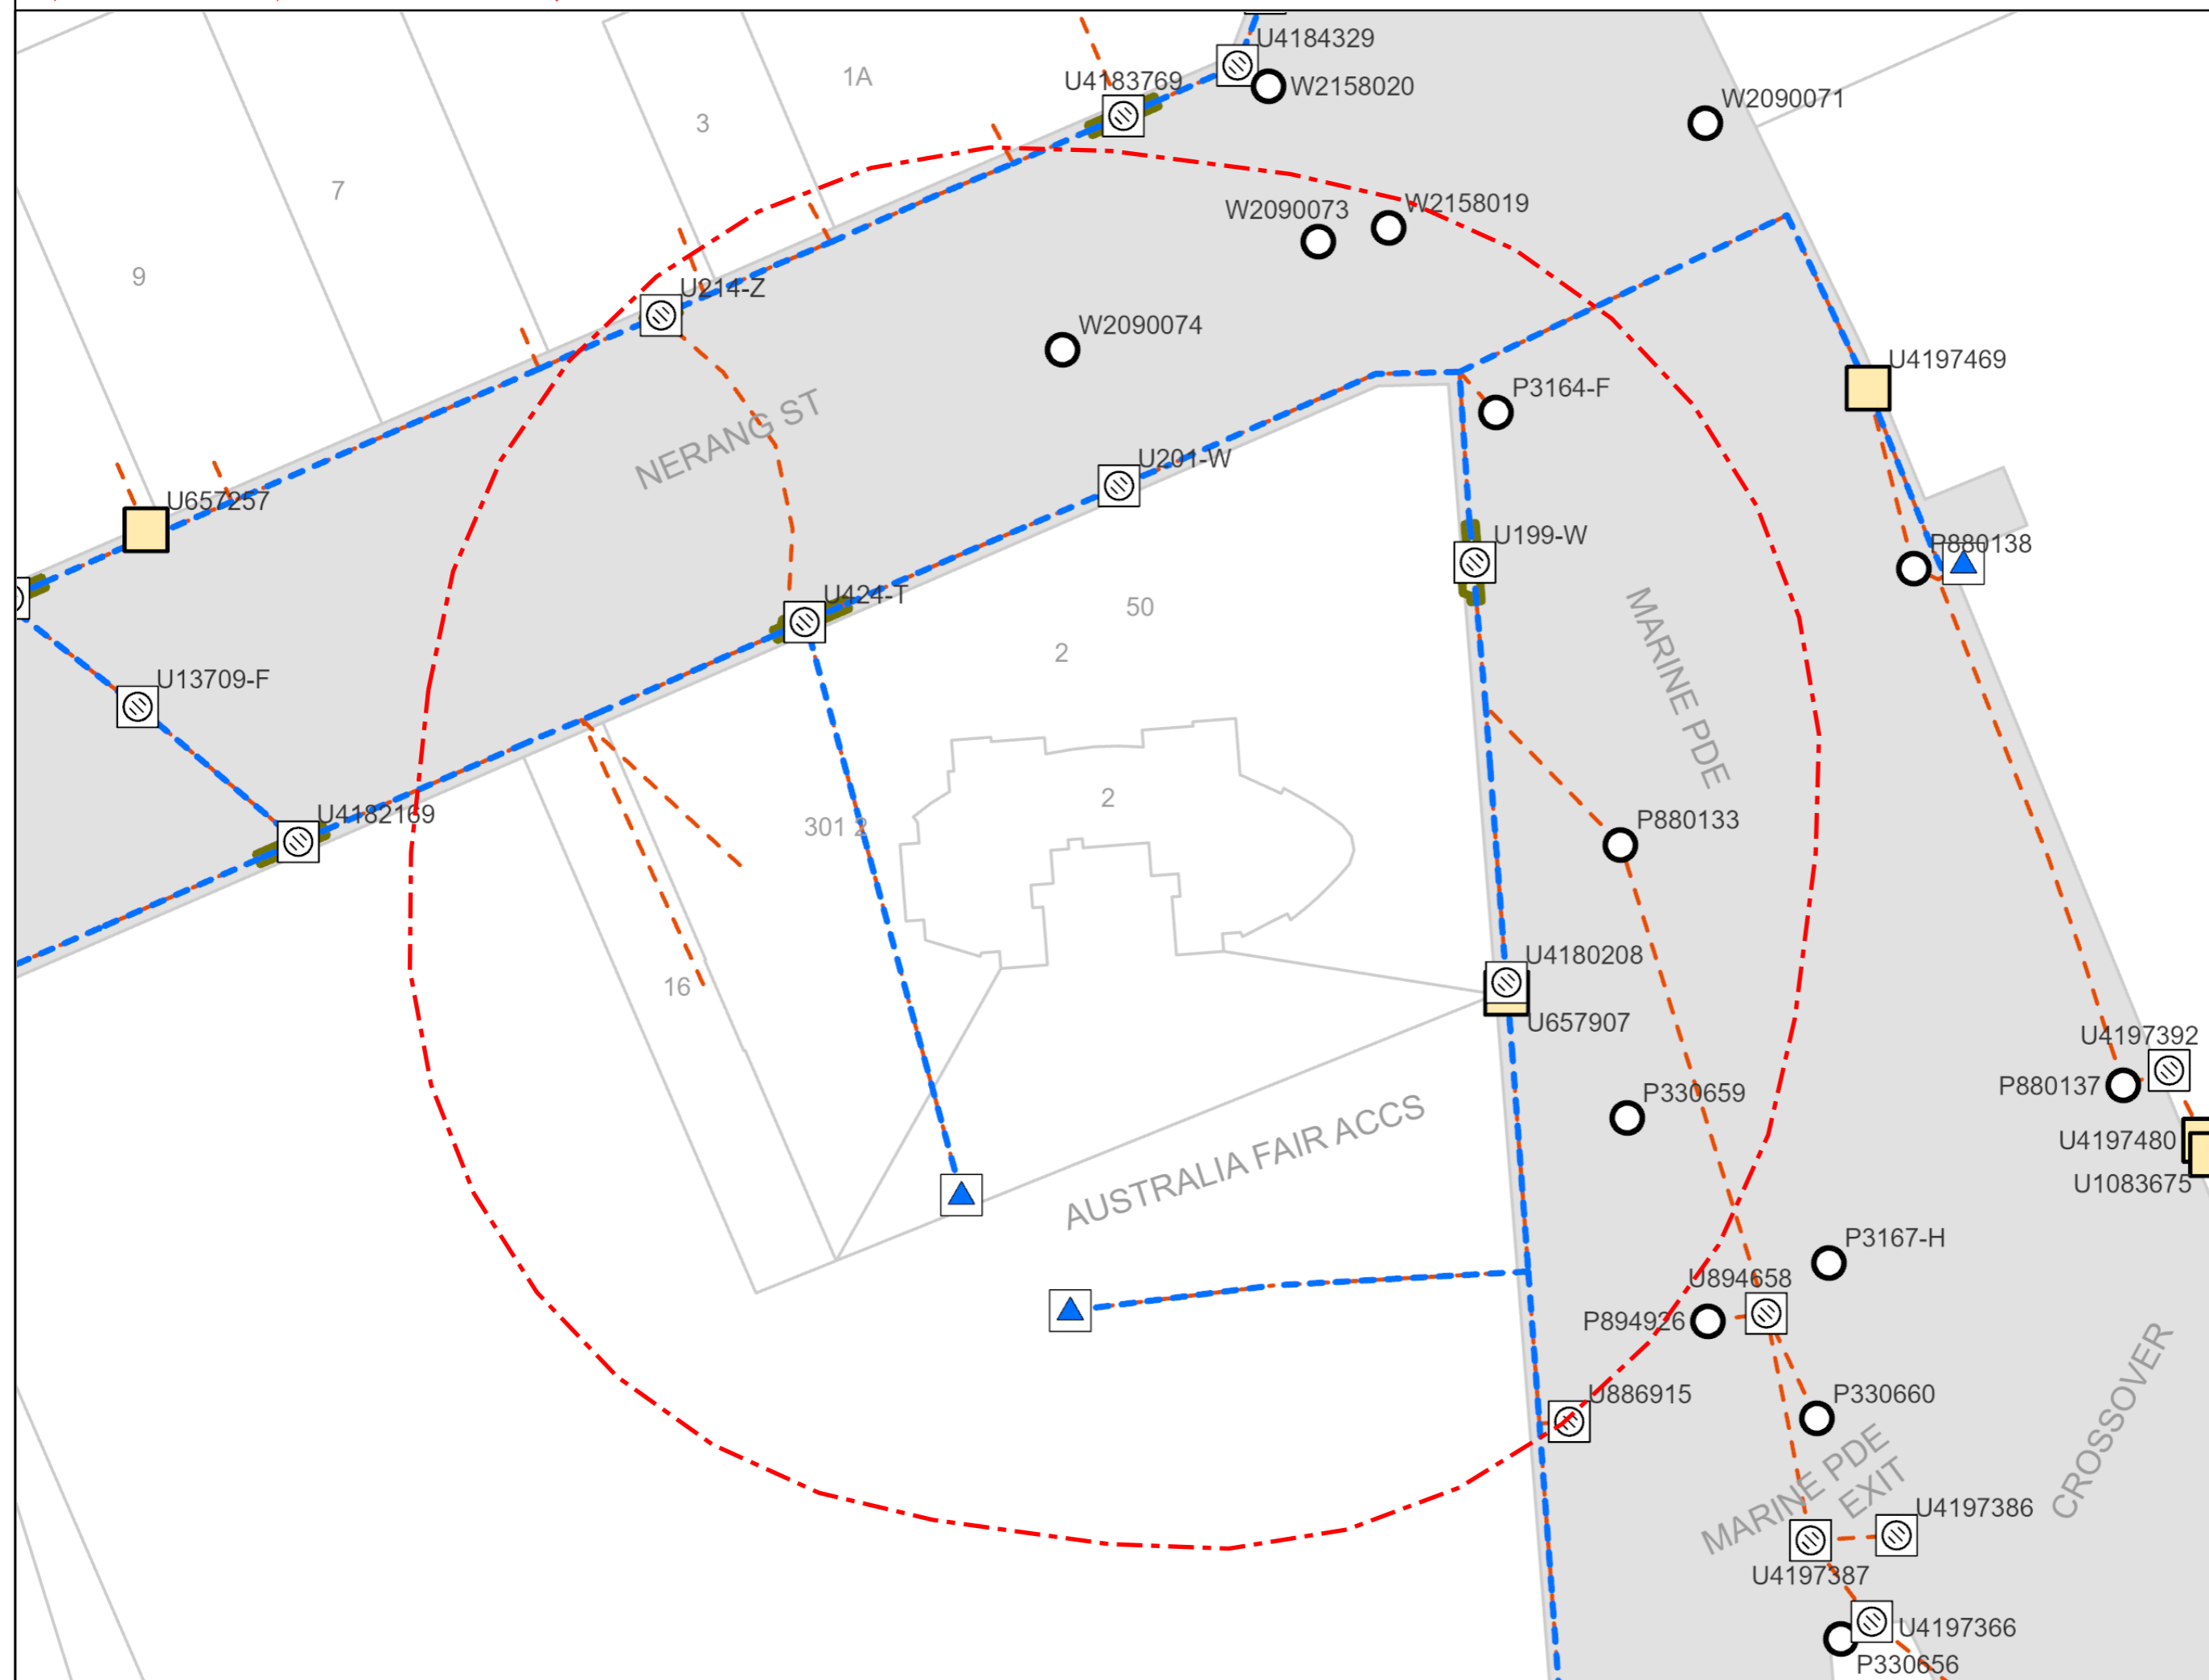 U4184329
1A
U4183769
W2158020
W2090071
3
7
W2090073
W2158019
9
U214-Z
W2090074
U4197469
P3164-F
NERANG ST
U201-W
U657257
U199-W
P880138
U424-T
50
2
MARINE PDE
U13709-F
2
U4182169
301 2
P880133
U4180208
16
U657907
U4197392
P880137
P330659
U4197480
AUSTRALIA FAIR ACCS
U1083675
P3167-H
U894658
P894926
U886915
P330660
CROSSOVER
MARINE PDE
EXIT
U4197386
U4197387
U4197366
P330656